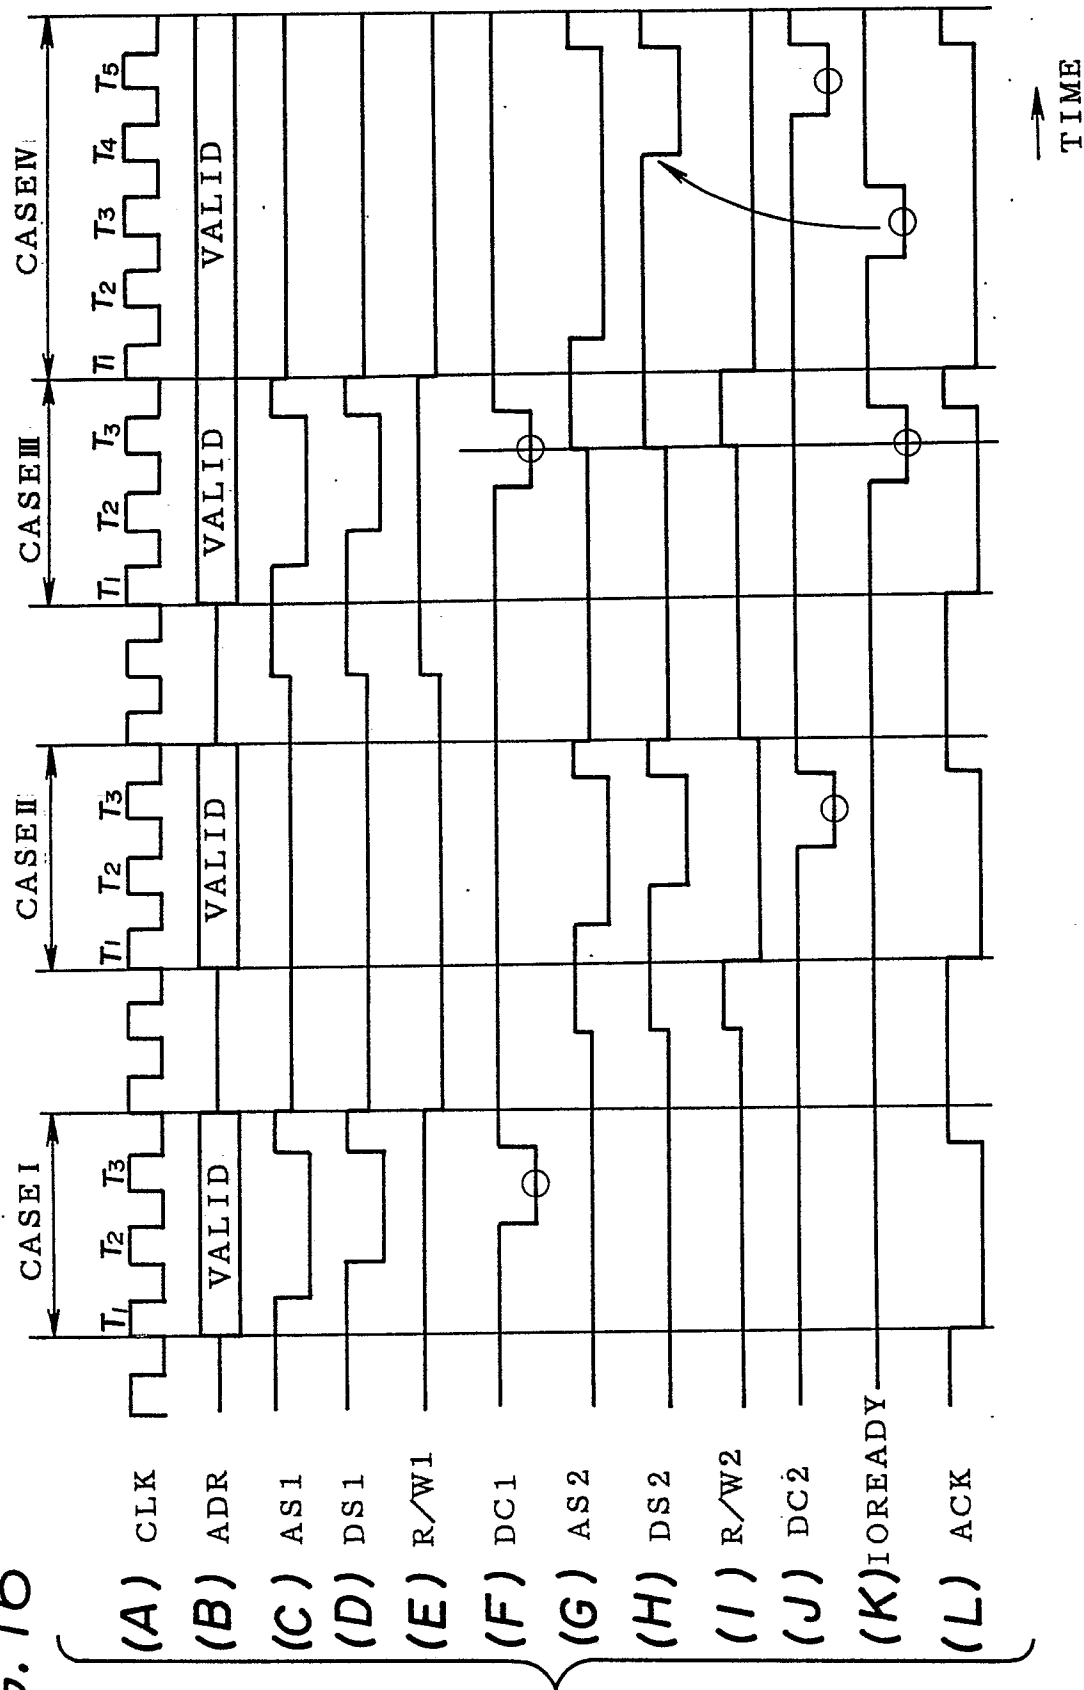 CASE I
CASE II
CASE III
CASE IV
T1 T2 T3
T1 T2 T3
T1 T2 T3
T1 T2 T3 T4 T5
(A) CLK
(B) ADR
VALID
VALID
VALID
VALID
(C) AS1
(D) DS1
(E) R/W1
(F) DC1
(G) AS2
(H) DS2
(I) R/W2
(J) DC2
(K) IOREADY
(L) ACK
TIME